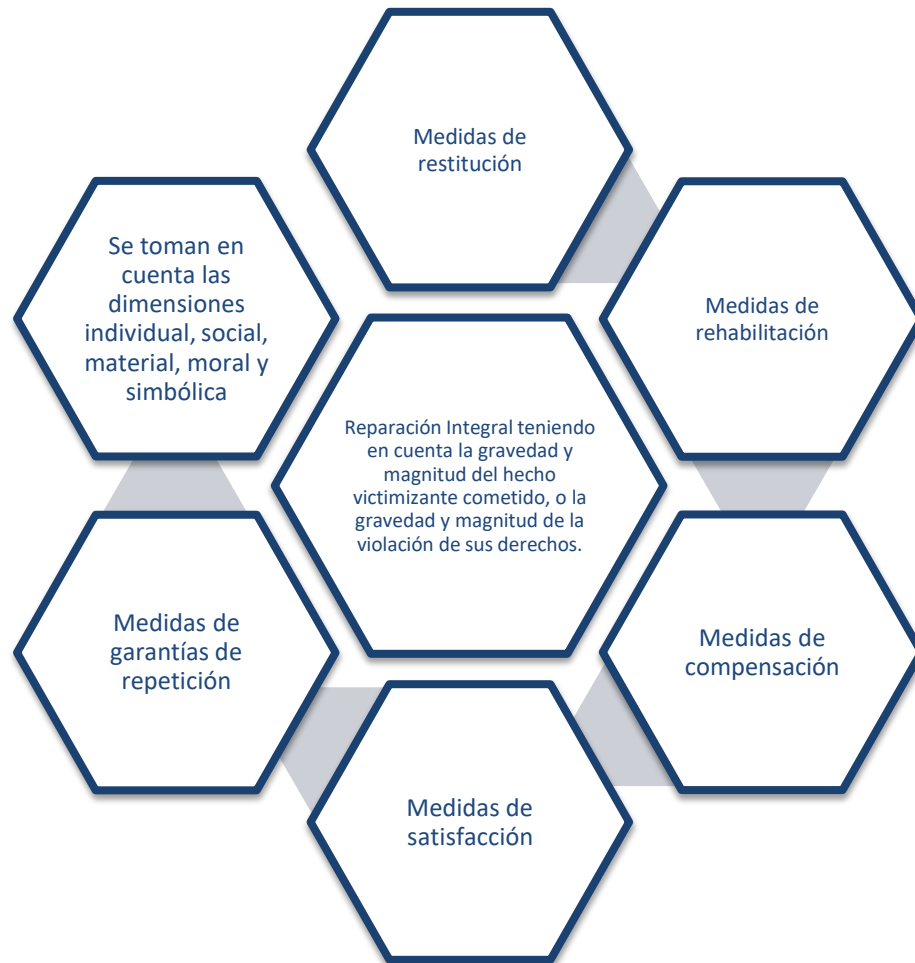 Medidas de
restitución
Medidas de
rehabilitación
Medidas de
compensación
Medidas de
satisfacción
Medidas de
garantías de
repetición
Se toman en
cuenta las
dimensiones
individual, social,
material, moral y
simbólica
Reparación Integral teniendo
en cuenta la gravedad y
magnitud del hecho
victimizante cometido, o la
gravedad y magnitud de la
violación de sus derechos.